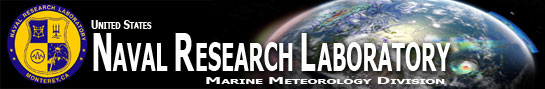 NAVAL RESEARCH LABORATORY
MONTEREY, CA
UNITED STATES
NAVAL RESEARCH LABORATORY
MARINE METEOROLOGY DIVISION